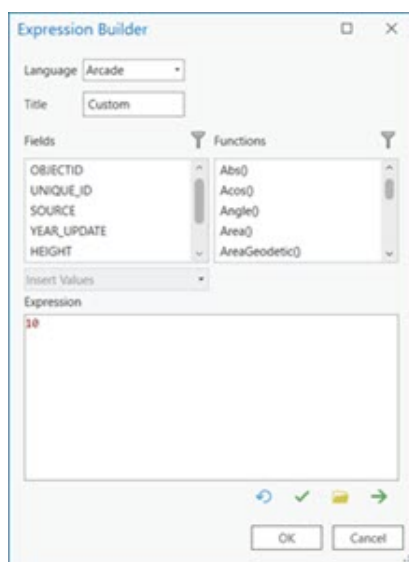 Expression Builder
Language Arcade
Title Custom
Fields Functions
OBJECTID Abs()
UNIQUE_ID Acos()
SOURCE Angle()
YEAR_UPDATE Area()
HEIGHT AreaGeodetic()
Insert Values
Expression
10
OK Cancel